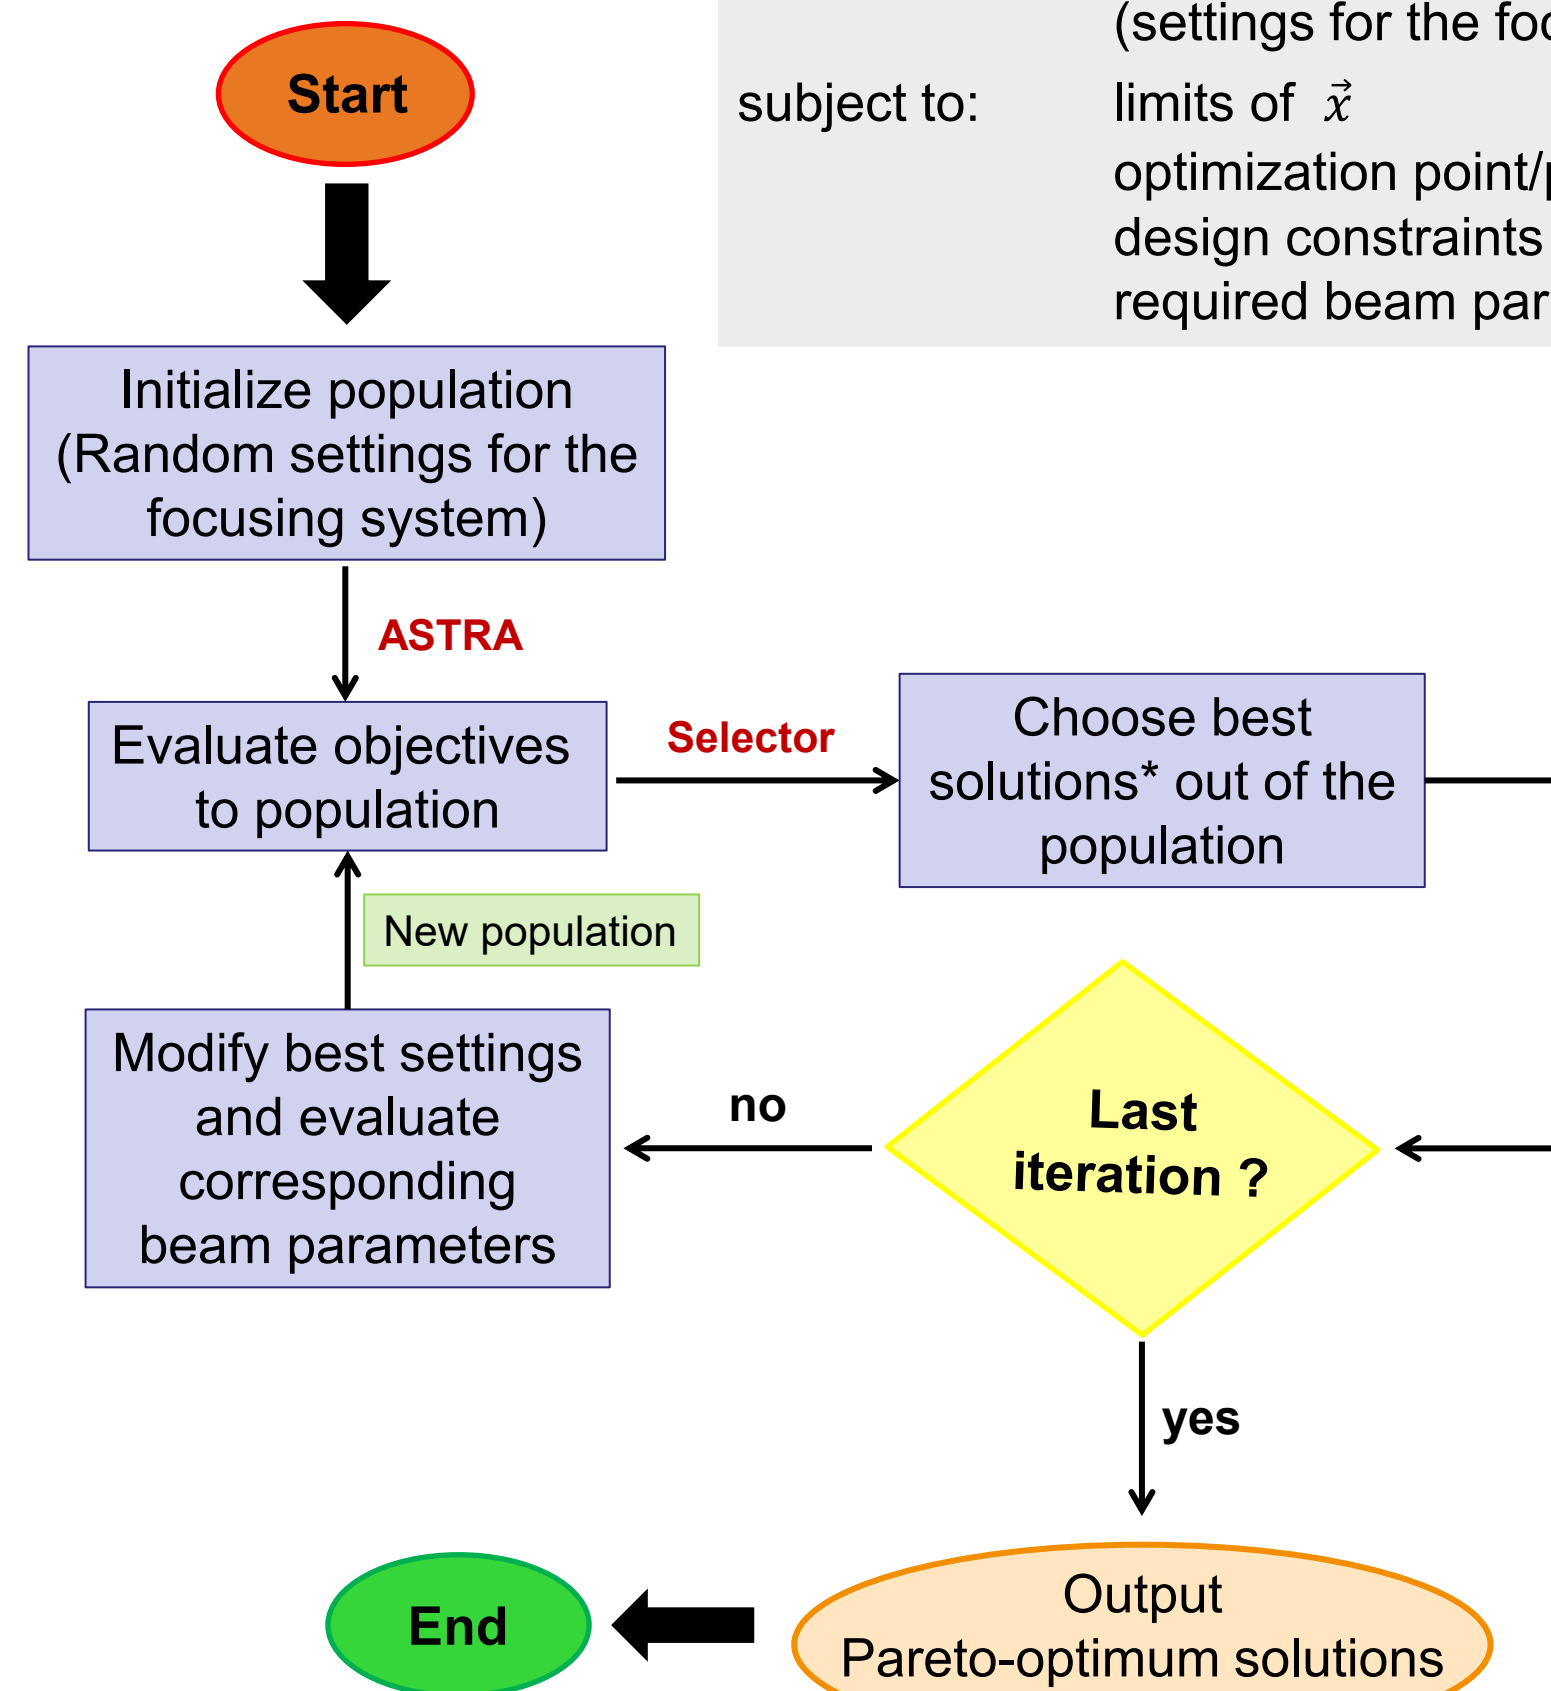 (settings for the
subject to: limits of x⃗
optimization point/
design constraints
required beam
Start
Initialize population
(Random settings for the
focusing system)
ASTRA
Evaluate objectives
to population
Selector
Choose best
solutions* out of the
population
New population
Modify best settings
and evaluate
corresponding
beam parameters
no
Last
iteration ?
yes
Output
Pareto-optimum solutions
End